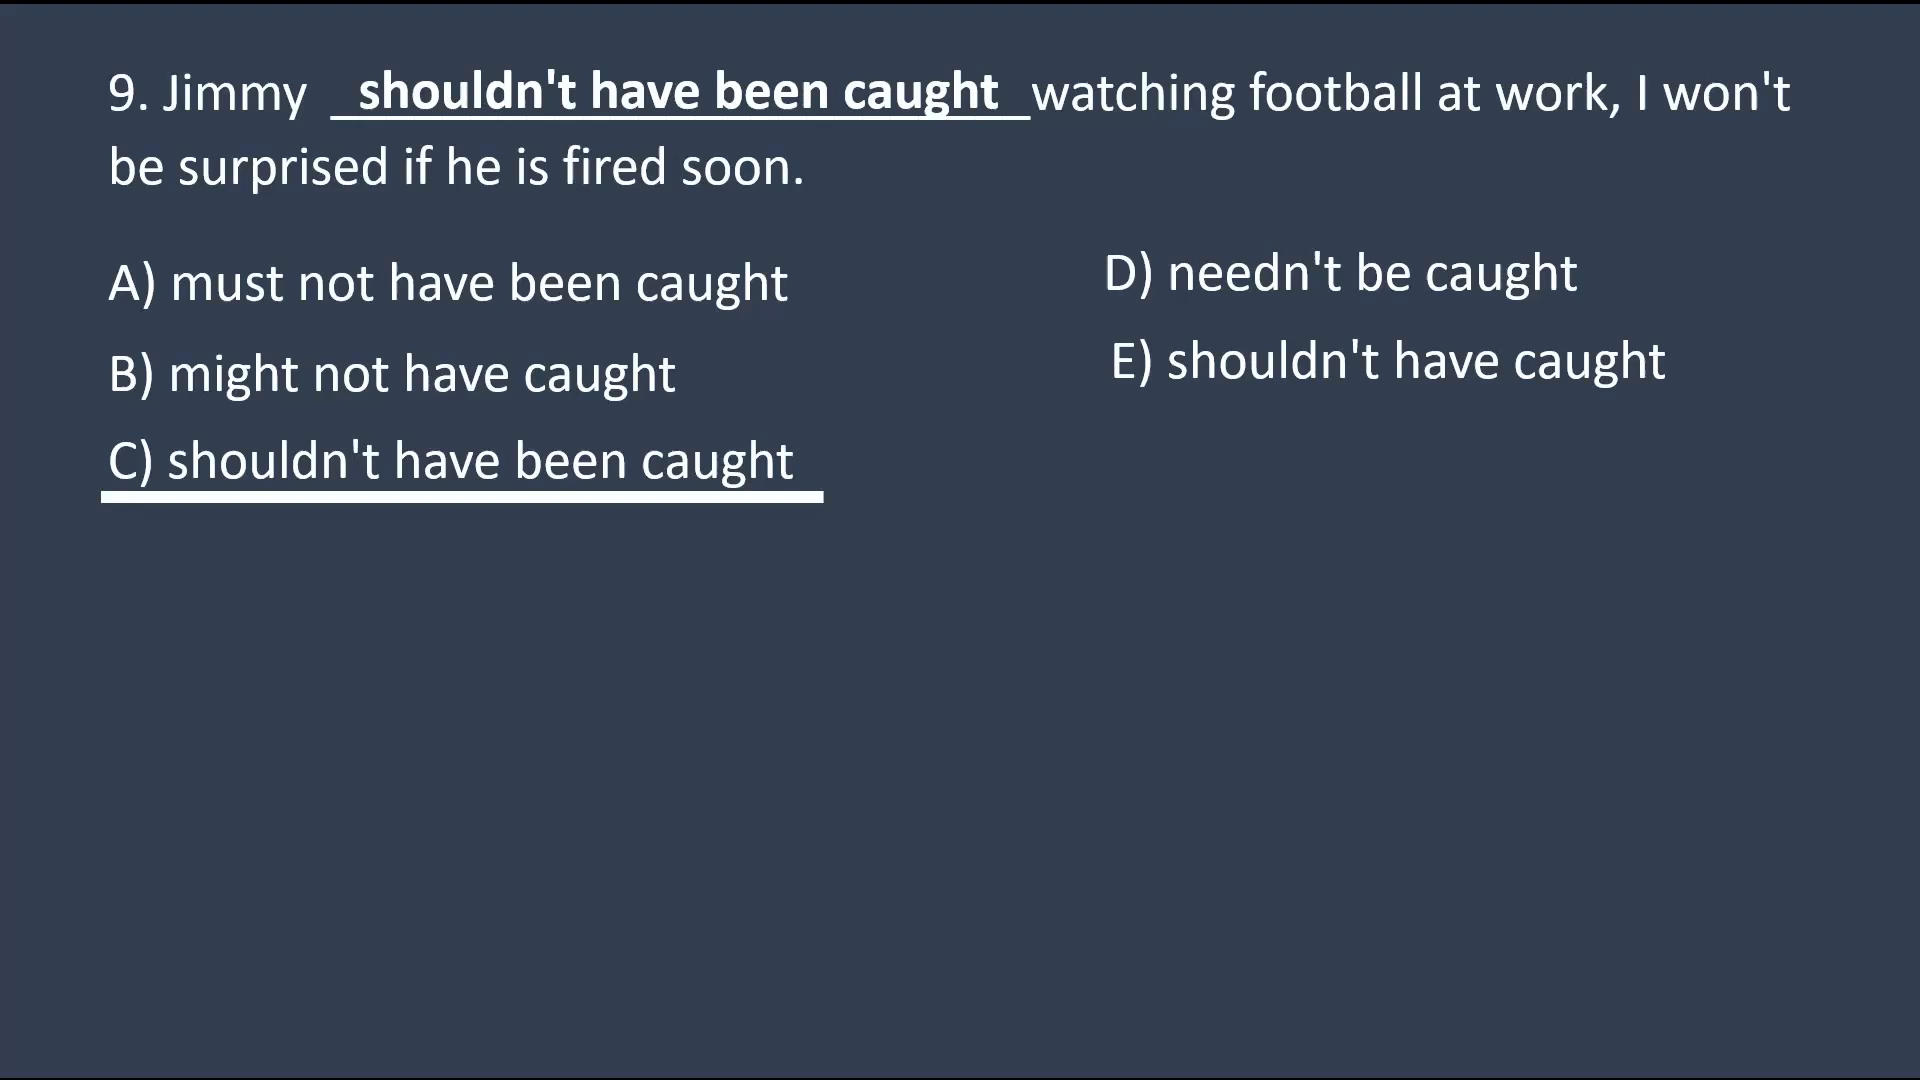 9. Jimmy shouldn't have been caught watching football at work, I won't
be surprised if he is fired soon.
A) must not have been caught
B) might not have caught
C) shouldn't have been caught
D) needn't be caught
E) shouldn't have caught